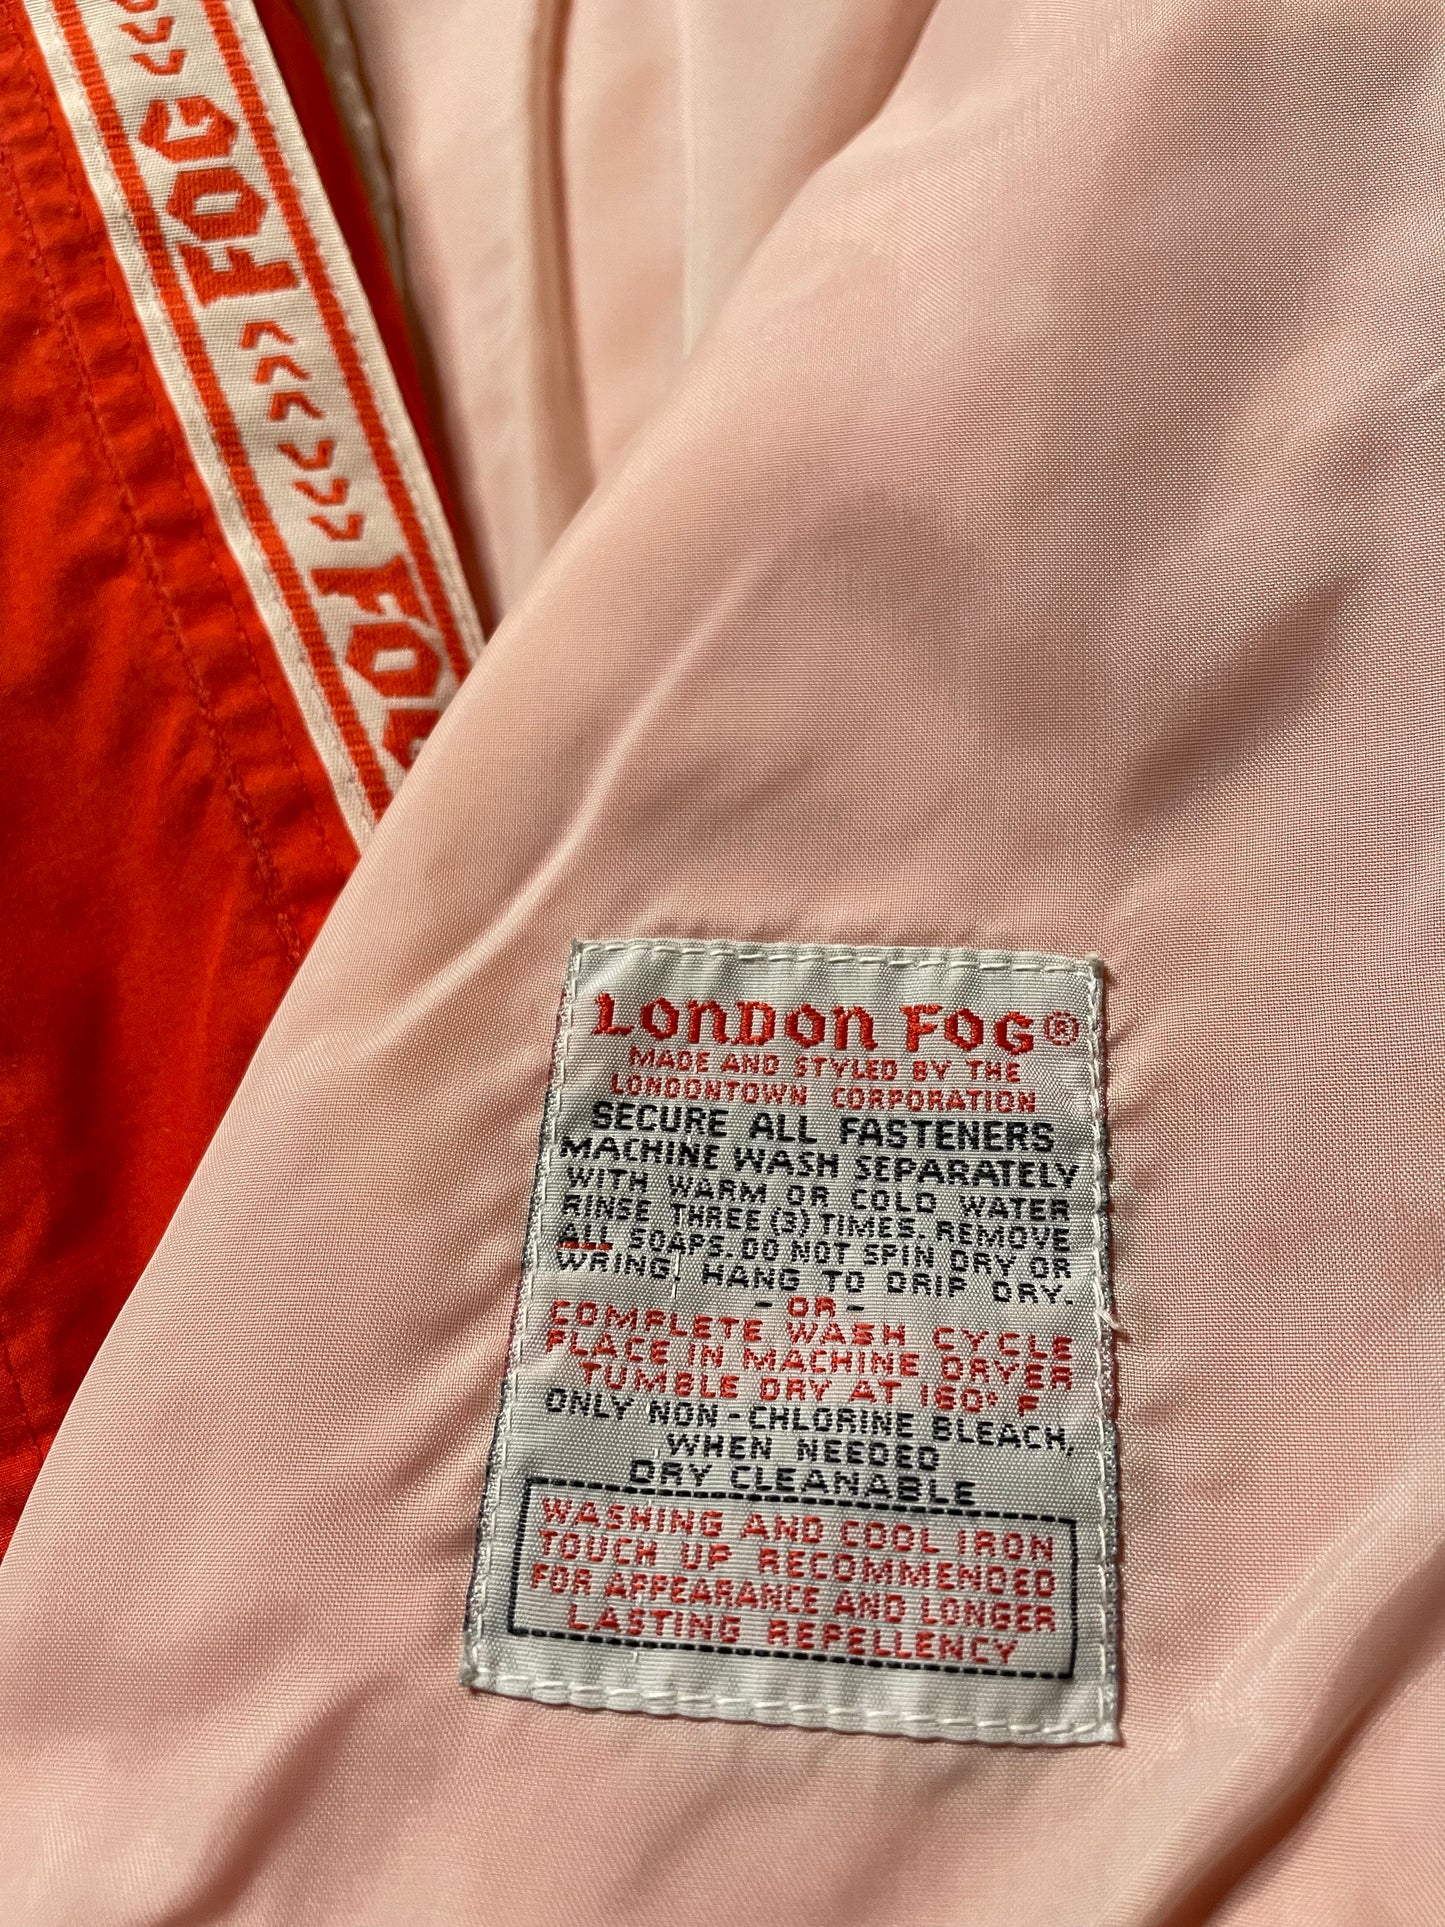 FOG >>>>> FOG
LONDON FOG®
MADE AND STYLED BY THE
LONDONTOWN CORPORATION
SECURE ALL FASTENERS
MACHINE WASH SEPARATELY
WITH WARM OR COLD WATER
RINSE THREE (3) TIMES. REMOVE
ALL SOAPS. DO NOT SPIN DRY OR
WRING. HANG TO DRIP DRY.
- OR -
COMPLETE WASH CYCLE
PLACE IN MACHINE DRYER
TUMBLE DRY AT 160° F
ONLY NON-CHLORINE BLEACH,
WHEN NEEDED
DRY CLEANABLE
WASHING AND COOL IRON
TOUCH UP RECOMMENDED
FOR APPEARANCE AND LONGER
LASTING REPELLENCY